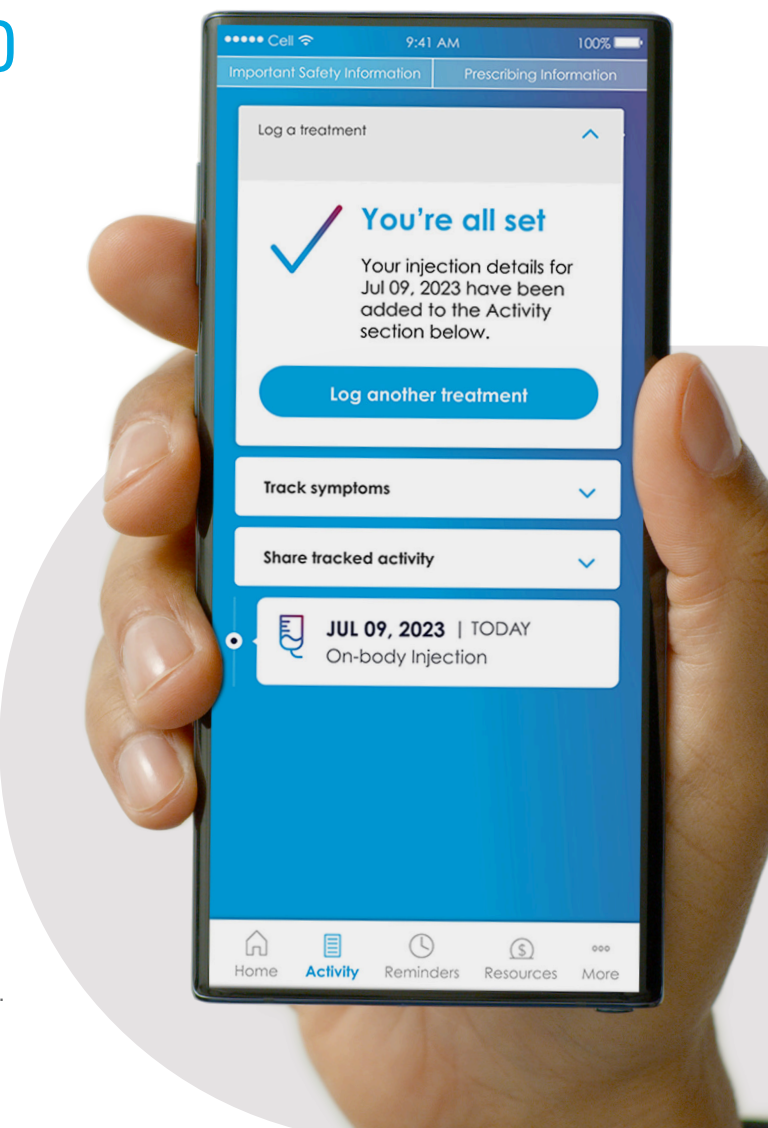 Cell 9:41 AM 100%
Important Safety Information Prescribing Information
Log a treatment
You're all set
Your injection details for
Jul 09, 2023 have been
added to the Activity
section below.
Log another treatment
Track symptoms
Share tracked activity
JUL 09, 2023 | TODAY
On-body Injection
Home Activity Reminders Resources More